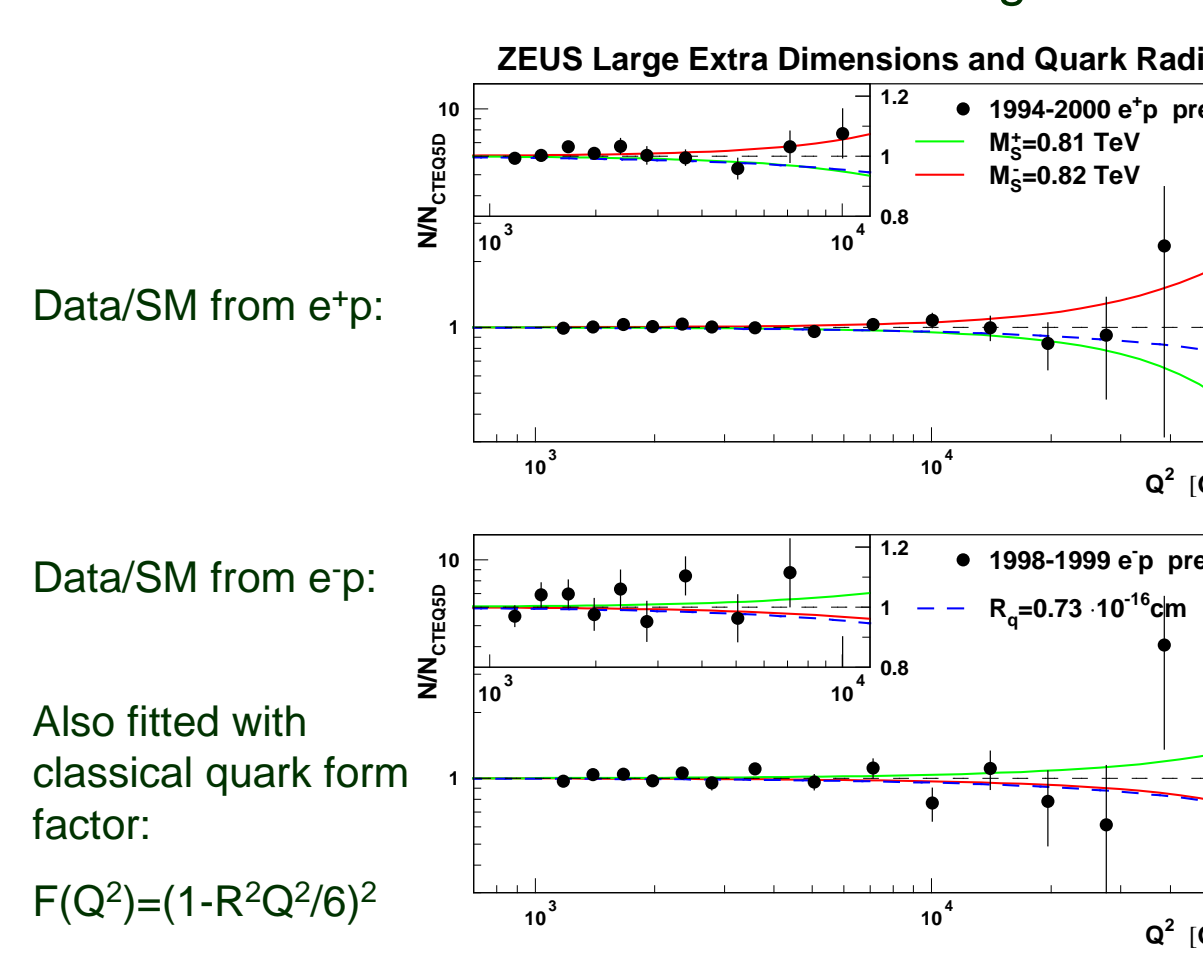 ZEUS Large Extra Dimensions and Quark Radi
Data/SM from e⁺p:
N/N_CTEQ5D
10
1
1.2
1
0.8
10³
10⁴
1994-2000 e⁺p pre
M_S⁺=0.81 TeV
M_S⁻=0.82 TeV
10³
10⁴
Q² [
Data/SM from e⁻p:
N/N_CTEQ5D
10
1
1.2
1
0.8
10³
10⁴
1998-1999 e⁻p pre
R_q=0.73 ·10⁻¹⁶cm
10³
10⁴
Q² [
Also fitted with
classical quark form
factor:
F(Q²)=(1-R²Q²/6)²